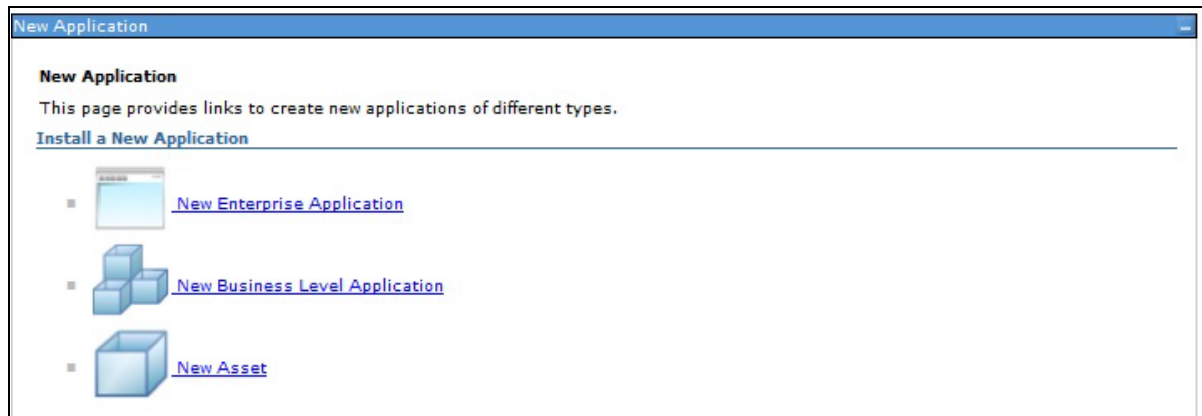 New Application
New Application
This page provides links to create new applications of different types.
Install a New Application
New Enterprise Application
New Business Level Application
New Asset